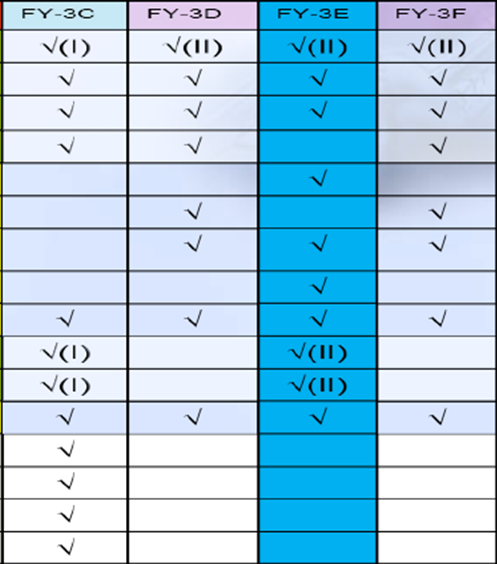 FY-3C FY-3D FY-3E FY-3F
√(I) √(II) √(II) √(II)
√ √ √ √
√ √ √ √
√ √ √
√
√ √
√ √ √
√
√ √ √ √
√(I) √(II)
√(I) √(II)
√ √ √ √
√
√
√
√